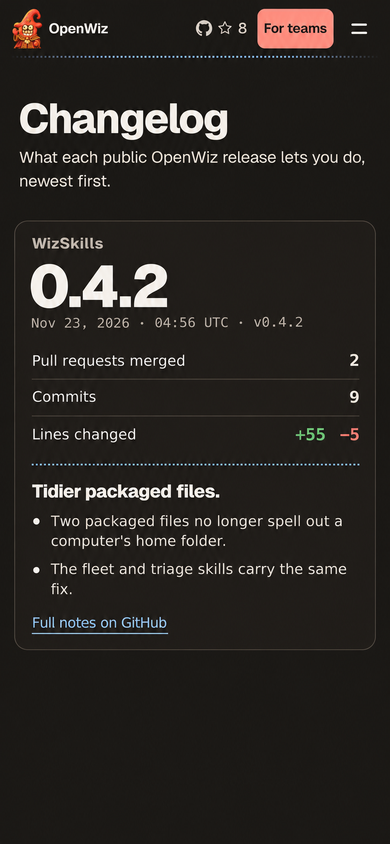 OpenWiz
8
For teams
Changelog
What each public OpenWiz release lets you do,
newest first.
WizSkills
0.4.2
Nov 23, 2026 · 04:56 UTC · v0.4.2
Pull requests merged 2
Commits 9
Lines changed +55 −5
Tidier packaged files.
• Two packaged files no longer spell out a
computer's home folder.
• The fleet and triage skills carry the same
fix.
Full notes on GitHub